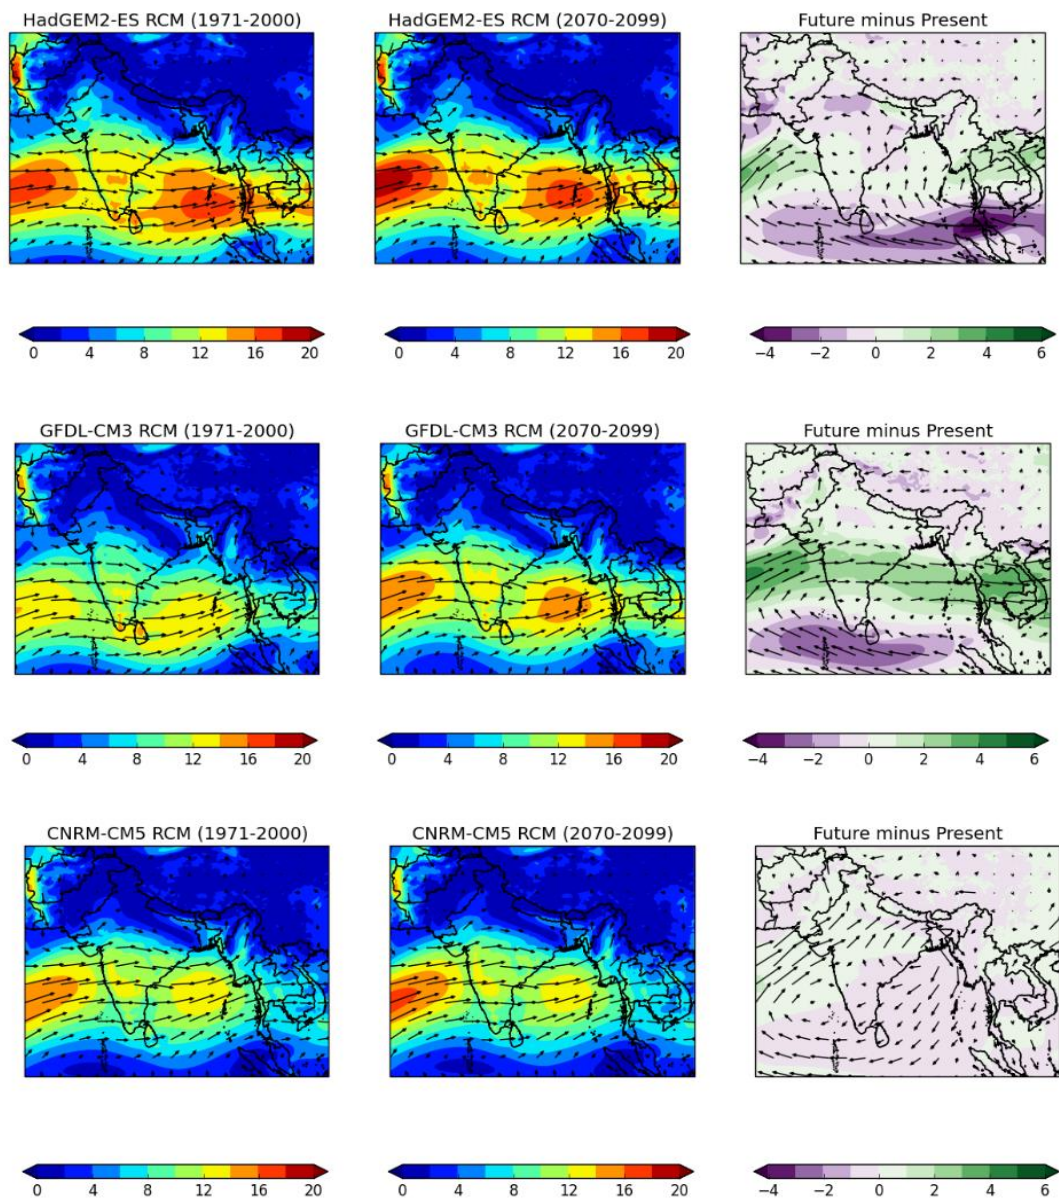 HadGEM2-ES RCM (1971-2000) HadGEM2-ES RCM (2070-2099) Future minus Present
0 4 8 12 16 20 0 4 8 12 16 20 −4 −2 0 2 4 6
GFDL-CM3 RCM (1971-2000) GFDL-CM3 RCM (2070-2099) Future minus Present
0 4 8 12 16 20 0 4 8 12 16 20 −4 −2 0 2 4 6
CNRM-CM5 RCM (1971-2000) CNRM-CM5 RCM (2070-2099) Future minus Present
0 4 8 12 16 20 0 4 8 12 16 20 −4 −2 0 2 4 6